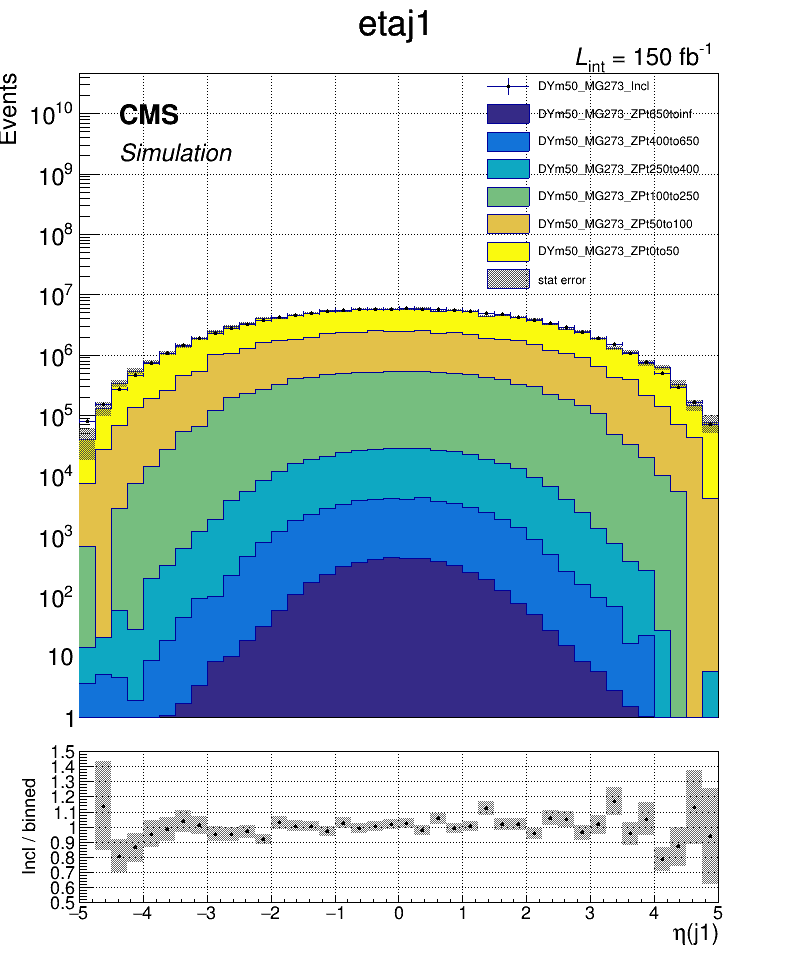 etaj1
L_int = 150 fb^-1
Events
CMS
Simulation
DYm50_MG273_Incl
DYm50_MG273_ZPt650toinf
DYm50_MG273_ZPt400to650
DYm50_MG273_ZPt250to400
DYm50_MG273_ZPt100to250
DYm50_MG273_ZPt50to100
DYm50_MG273_ZPt0to50
stat error
10^10
10^9
10^8
10^7
10^6
10^5
10^4
10^3
10^2
10
1
Incl / binned
1.5
1.4
1.3
1.2
1.1
1
0.9
0.8
0.7
0.6
0.5
−5 −4 −3 −2 −1 0 1 2 3 4 5
η(j1)